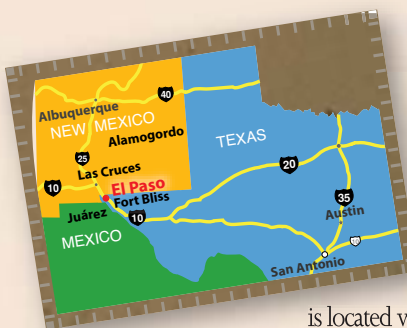 Albuquerque
40
NEW MEXICO
Alamogordo
TEXAS
25
Las Cruces
20
10
El Paso
Fort Bliss
35
Juárez
10
Austin
MEXICO
10
San Antonio
is located